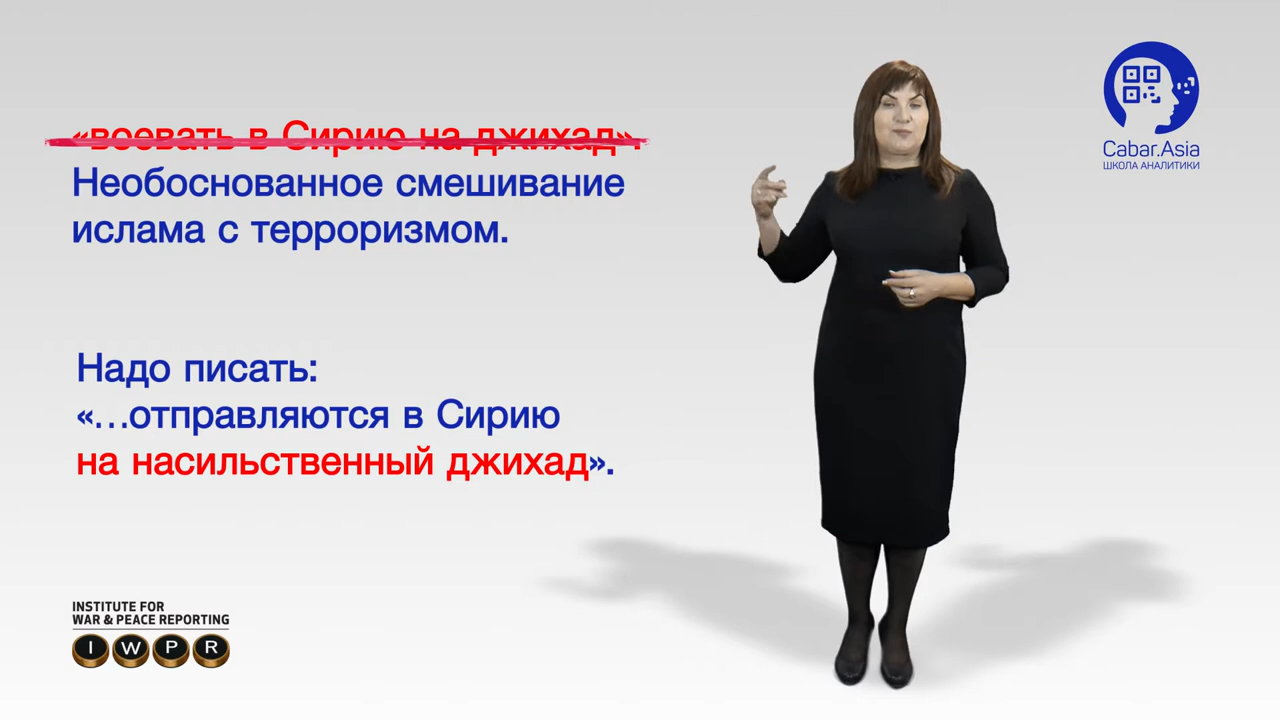 «воевать в Сирию на джихад».
Необоснованное смешивание
ислама с терроризмом.
Надо писать:
«...отправляются в Сирию
на насильственный джихад».
Cabar.Asia
ШКОЛА АНАЛИТИКИ
INSTITUTE FOR
WAR & PEACE REPORTING
I W P R